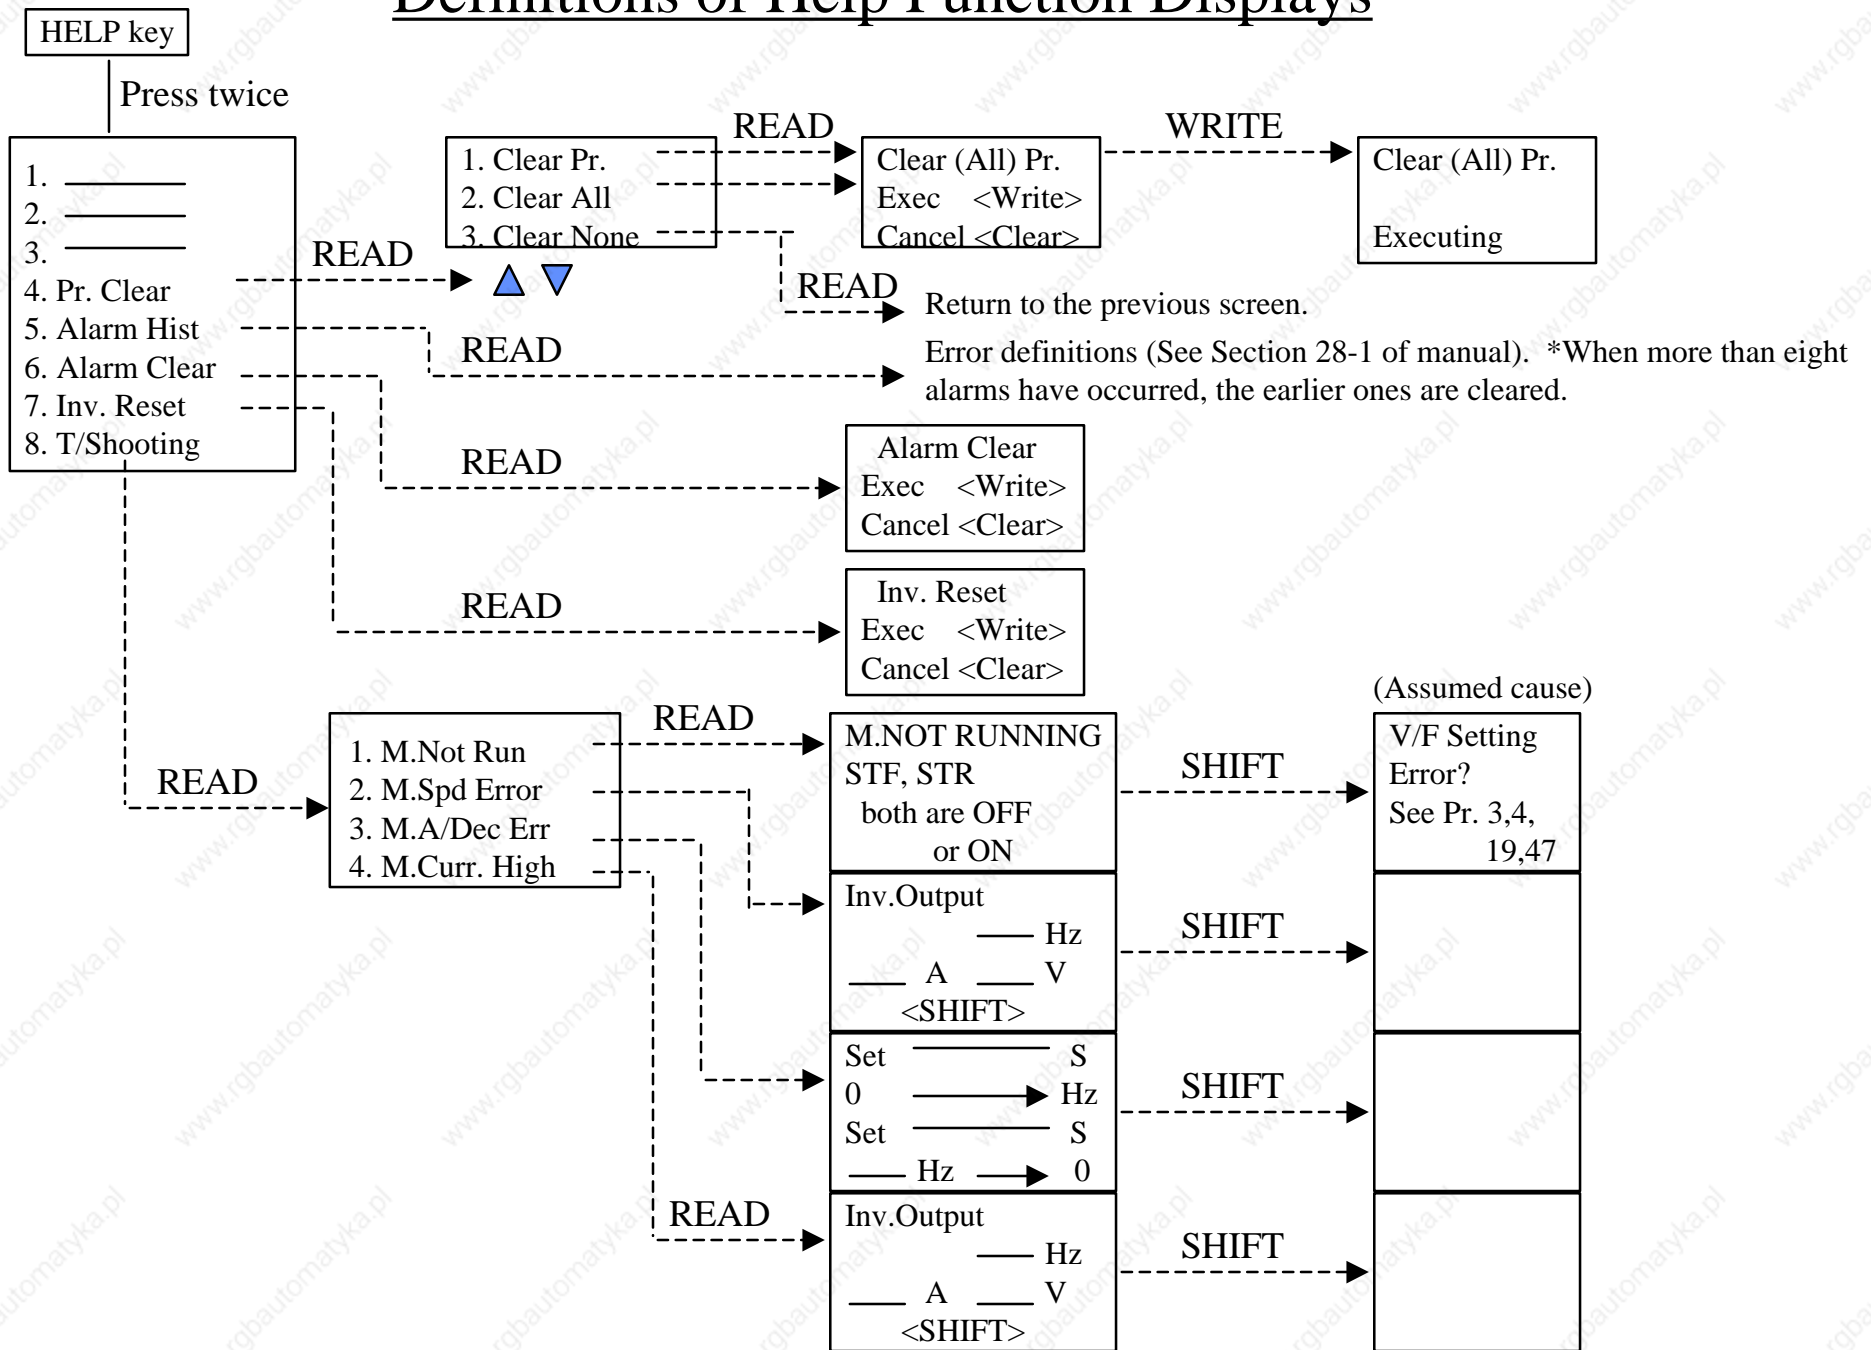 Definitions of Help Function Displays
HELP key
Press twice
1.
2.
3.
4. Pr. Clear
5. Alarm Hist
6. Alarm Clear
7. Inv. Reset
8. T/Shooting
READ
1. Clear Pr.
2. Clear All
3. Clear None
READ
Clear (All) Pr.
Exec <Write>
Cancel <Clear>
WRITE
Clear (All) Pr.
Executing
READ
Return to the previous screen.
READ
Error definitions (See Section 28-1 of manual). *When more than eight
alarms have occurred, the earlier ones are cleared.
READ
Alarm Clear
Exec <Write>
Cancel <Clear>
READ
Inv. Reset
Exec <Write>
Cancel <Clear>
READ
1. M.Not Run
2. M.Spd Error
3. M.A/Dec Err
4. M.Curr. High
READ
M.NOT RUNNING
STF, STR
both are OFF
or ON
SHIFT
(Assumed cause)
V/F Setting
Error?
See Pr. 3,4,
19,47
Inv.Output
Hz
A V
<SHIFT>
SHIFT
Set S
0 Hz
Set S
Hz 0
SHIFT
READ
Inv.Output
Hz
A V
<SHIFT>
SHIFT
www.rgbautomatyka.pl